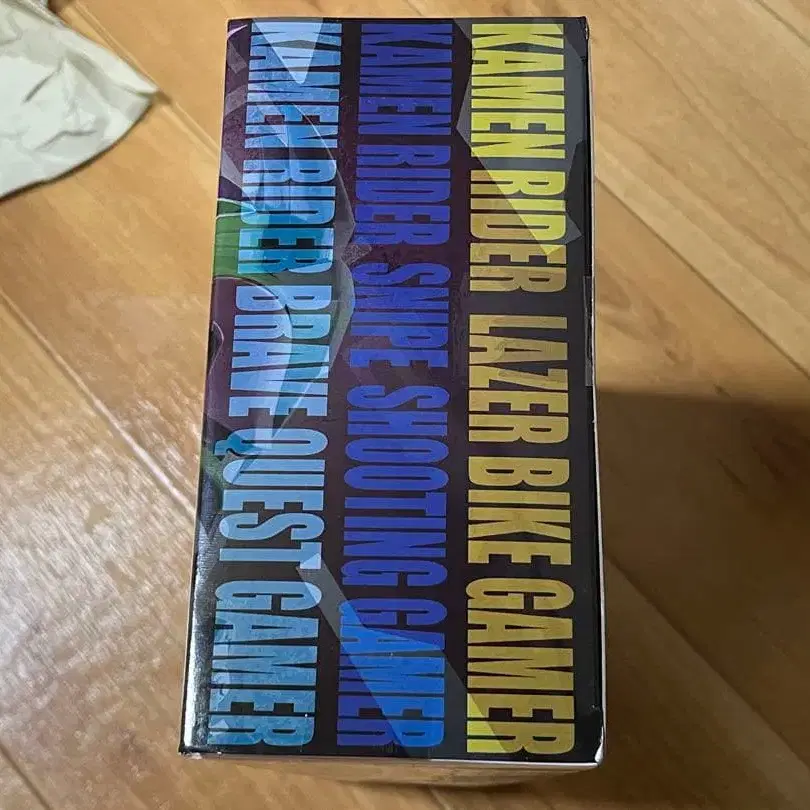 KAMEN RIDER LAZER BIKE GAMER
KAMEN RIDER SNIPE SHOOTING GAMER
KAMEN RIDER BRAVE QUEST GAMER